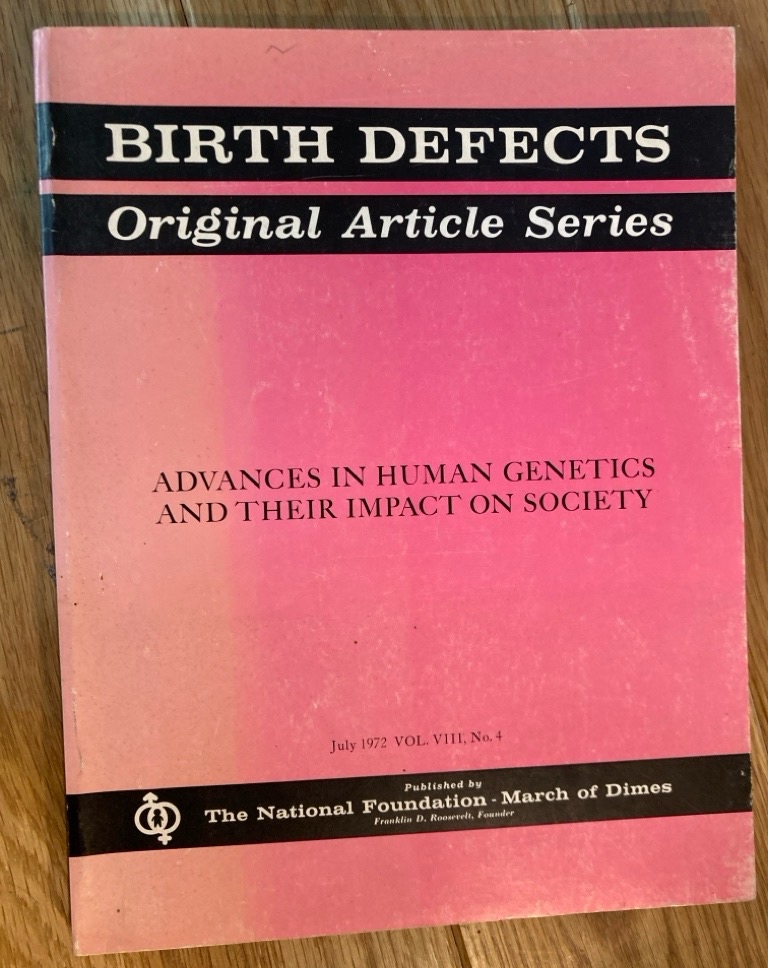 BIRTH DEFECTS
Original Article Series
ADVANCES IN HUMAN GENETICS
AND THEIR IMPACT ON SOCIETY
July 1972 VOL. VIII, No. 4
Published by
The National Foundation - March of Dimes
Franklin D. Roosevelt, Founder